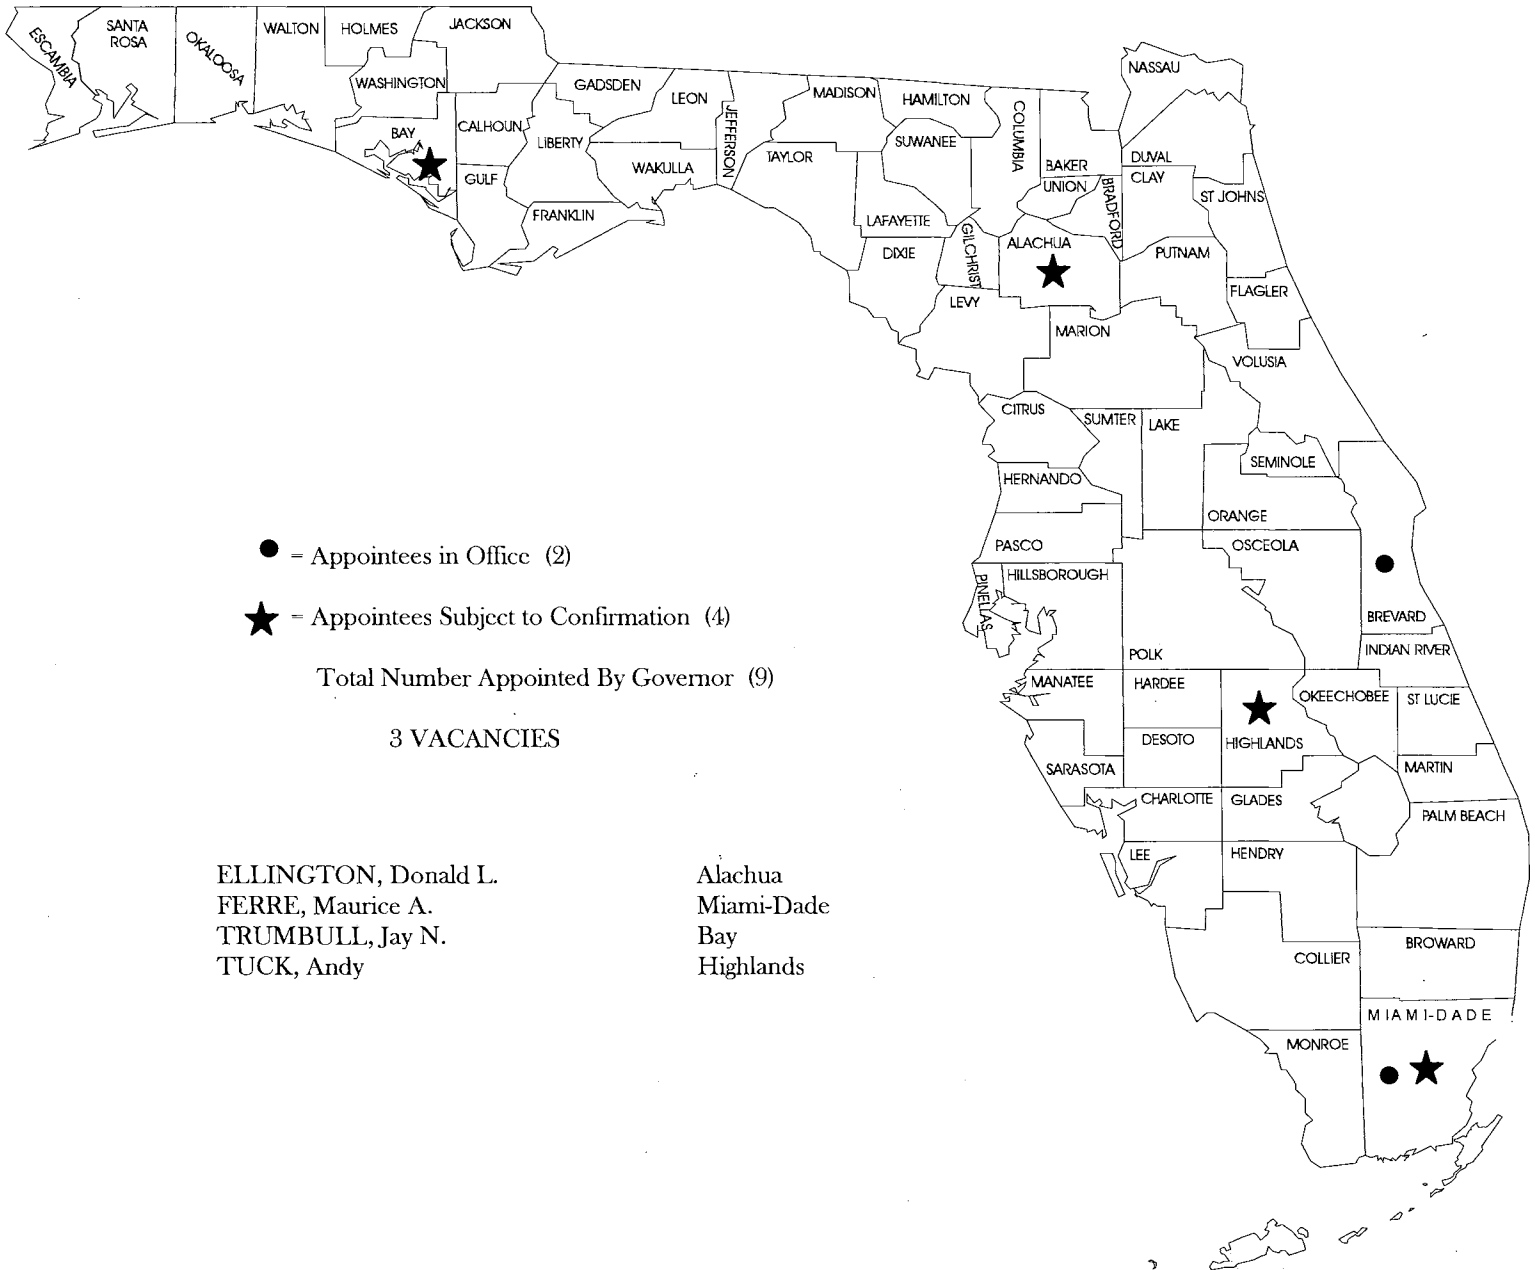 ESCAMBIA
SANTA
ROSA
OKALOOSA
WALTON
HOLMES
JACKSON
WASHINGTON
BAY
CALHOUN
GULF
GADSDEN
LIBERTY
FRANKLIN
LEON
WAKULLA
JEFFERSON
MADISON
TAYLOR
HAMILTON
SUWANEE
LAFAYETTE
DIXIE
COLUMBIA
GILCHRIST
LEVY
NASSAU
BAKER
UNION
BRADFORD
DUVAL
CLAY
ST JOHNS
ALACHUA
PUTNAM
FLAGLER
MARION
VOLUSIA
CITRUS
SUMTER
LAKE
SEMINOLE
HERNANDO
ORANGE
PASCO
OSCEOLA
HILLSBOROUGH
PINELLAS
BREVARD
INDIAN RIVER
POLK
MANATEE
HARDEE
OKEECHOBEE
ST LUCIE
DESOTO
HIGHLANDS
SARASOTA
MARTIN
CHARLOTTE
GLADES
PALM BEACH
LEE
HENDRY
BROWARD
COLLIER
MIAMI-DADE
MONROE
= Appointees in Office (2)
= Appointees Subject to Confirmation (4)
Total Number Appointed By Governor (9)
3 VACANCIES
ELLINGTON, Donald L. Alachua
FERRE, Maurice A. Miami-Dade
TRUMBULL, Jay N. Bay
TUCK, Andy Highlands